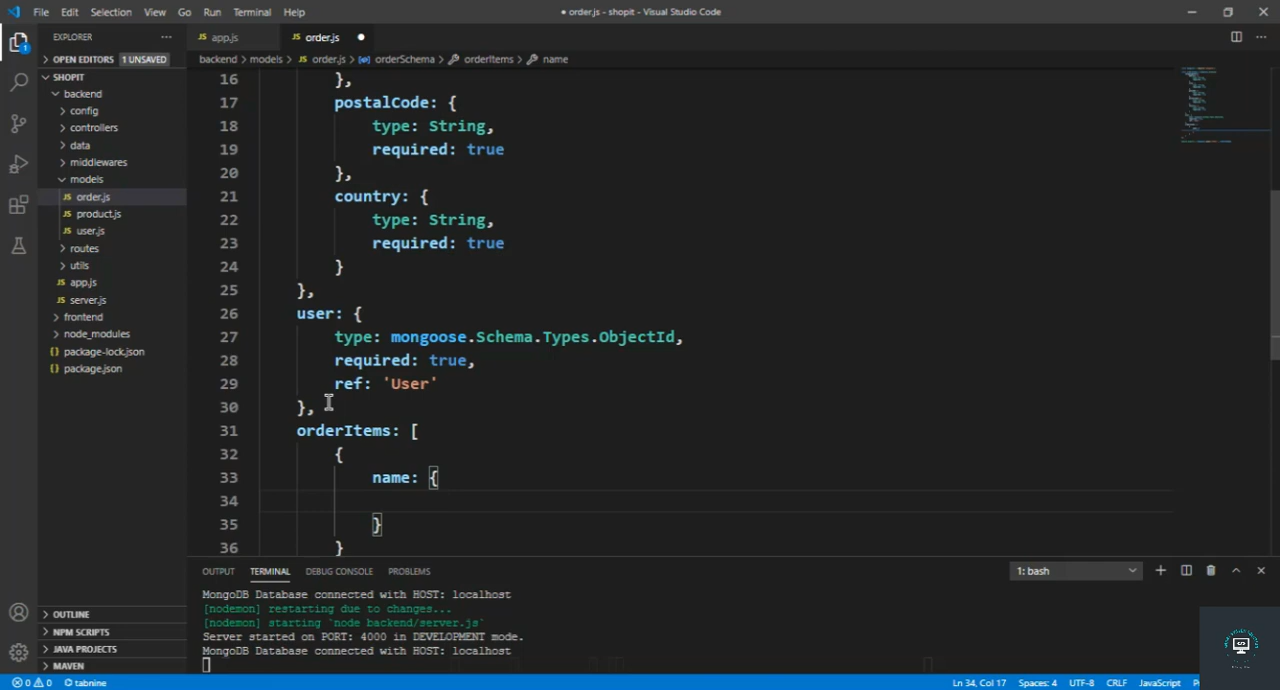 File Edit Selection View Go Run Terminal Help
● order.js - shopit - Visual Studio Code
EXPLORER ···
JS app.js JS order.js ●
OPEN EDITORS 1 UNSAVED
backend > models > JS order.js > orderSchema > orderItems > name
SHOPIT
backend
config
controllers
data
middlewares
models
JS order.js
JS product.js
JS user.js
routes
utils
JS app.js
JS server.js
frontend
node_modules
{} package-lock.json
{} package.json
OUTLINE
NPM SCRIPTS
JAVA PROJECTS
MAVEN
16 },
17 postalCode: {
18 type: String,
19 required: true
20 },
21 country: {
22 type: String,
23 required: true
24 }
25 },
26 user: {
27 type: mongoose.Schema.Types.ObjectId,
28 required: true,
29 ref: 'User'
30 },
31 orderItems: [
32 {
33 name: {
34
35 }
36 }
OUTPUT TERMINAL DEBUG CONSOLE PROBLEMS 1: bash
MongoDB Database connected with HOST: localhost
[nodemon] restarting due to changes...
[nodemon] starting `node backend/server.js`
Server started on PORT: 4000 in DEVELOPMENT mode.
MongoDB Database connected with HOST: localhost
0 0 tabnine Ln 34, Col 17 Spaces: 4 UTF-8 CRLF JavaScript